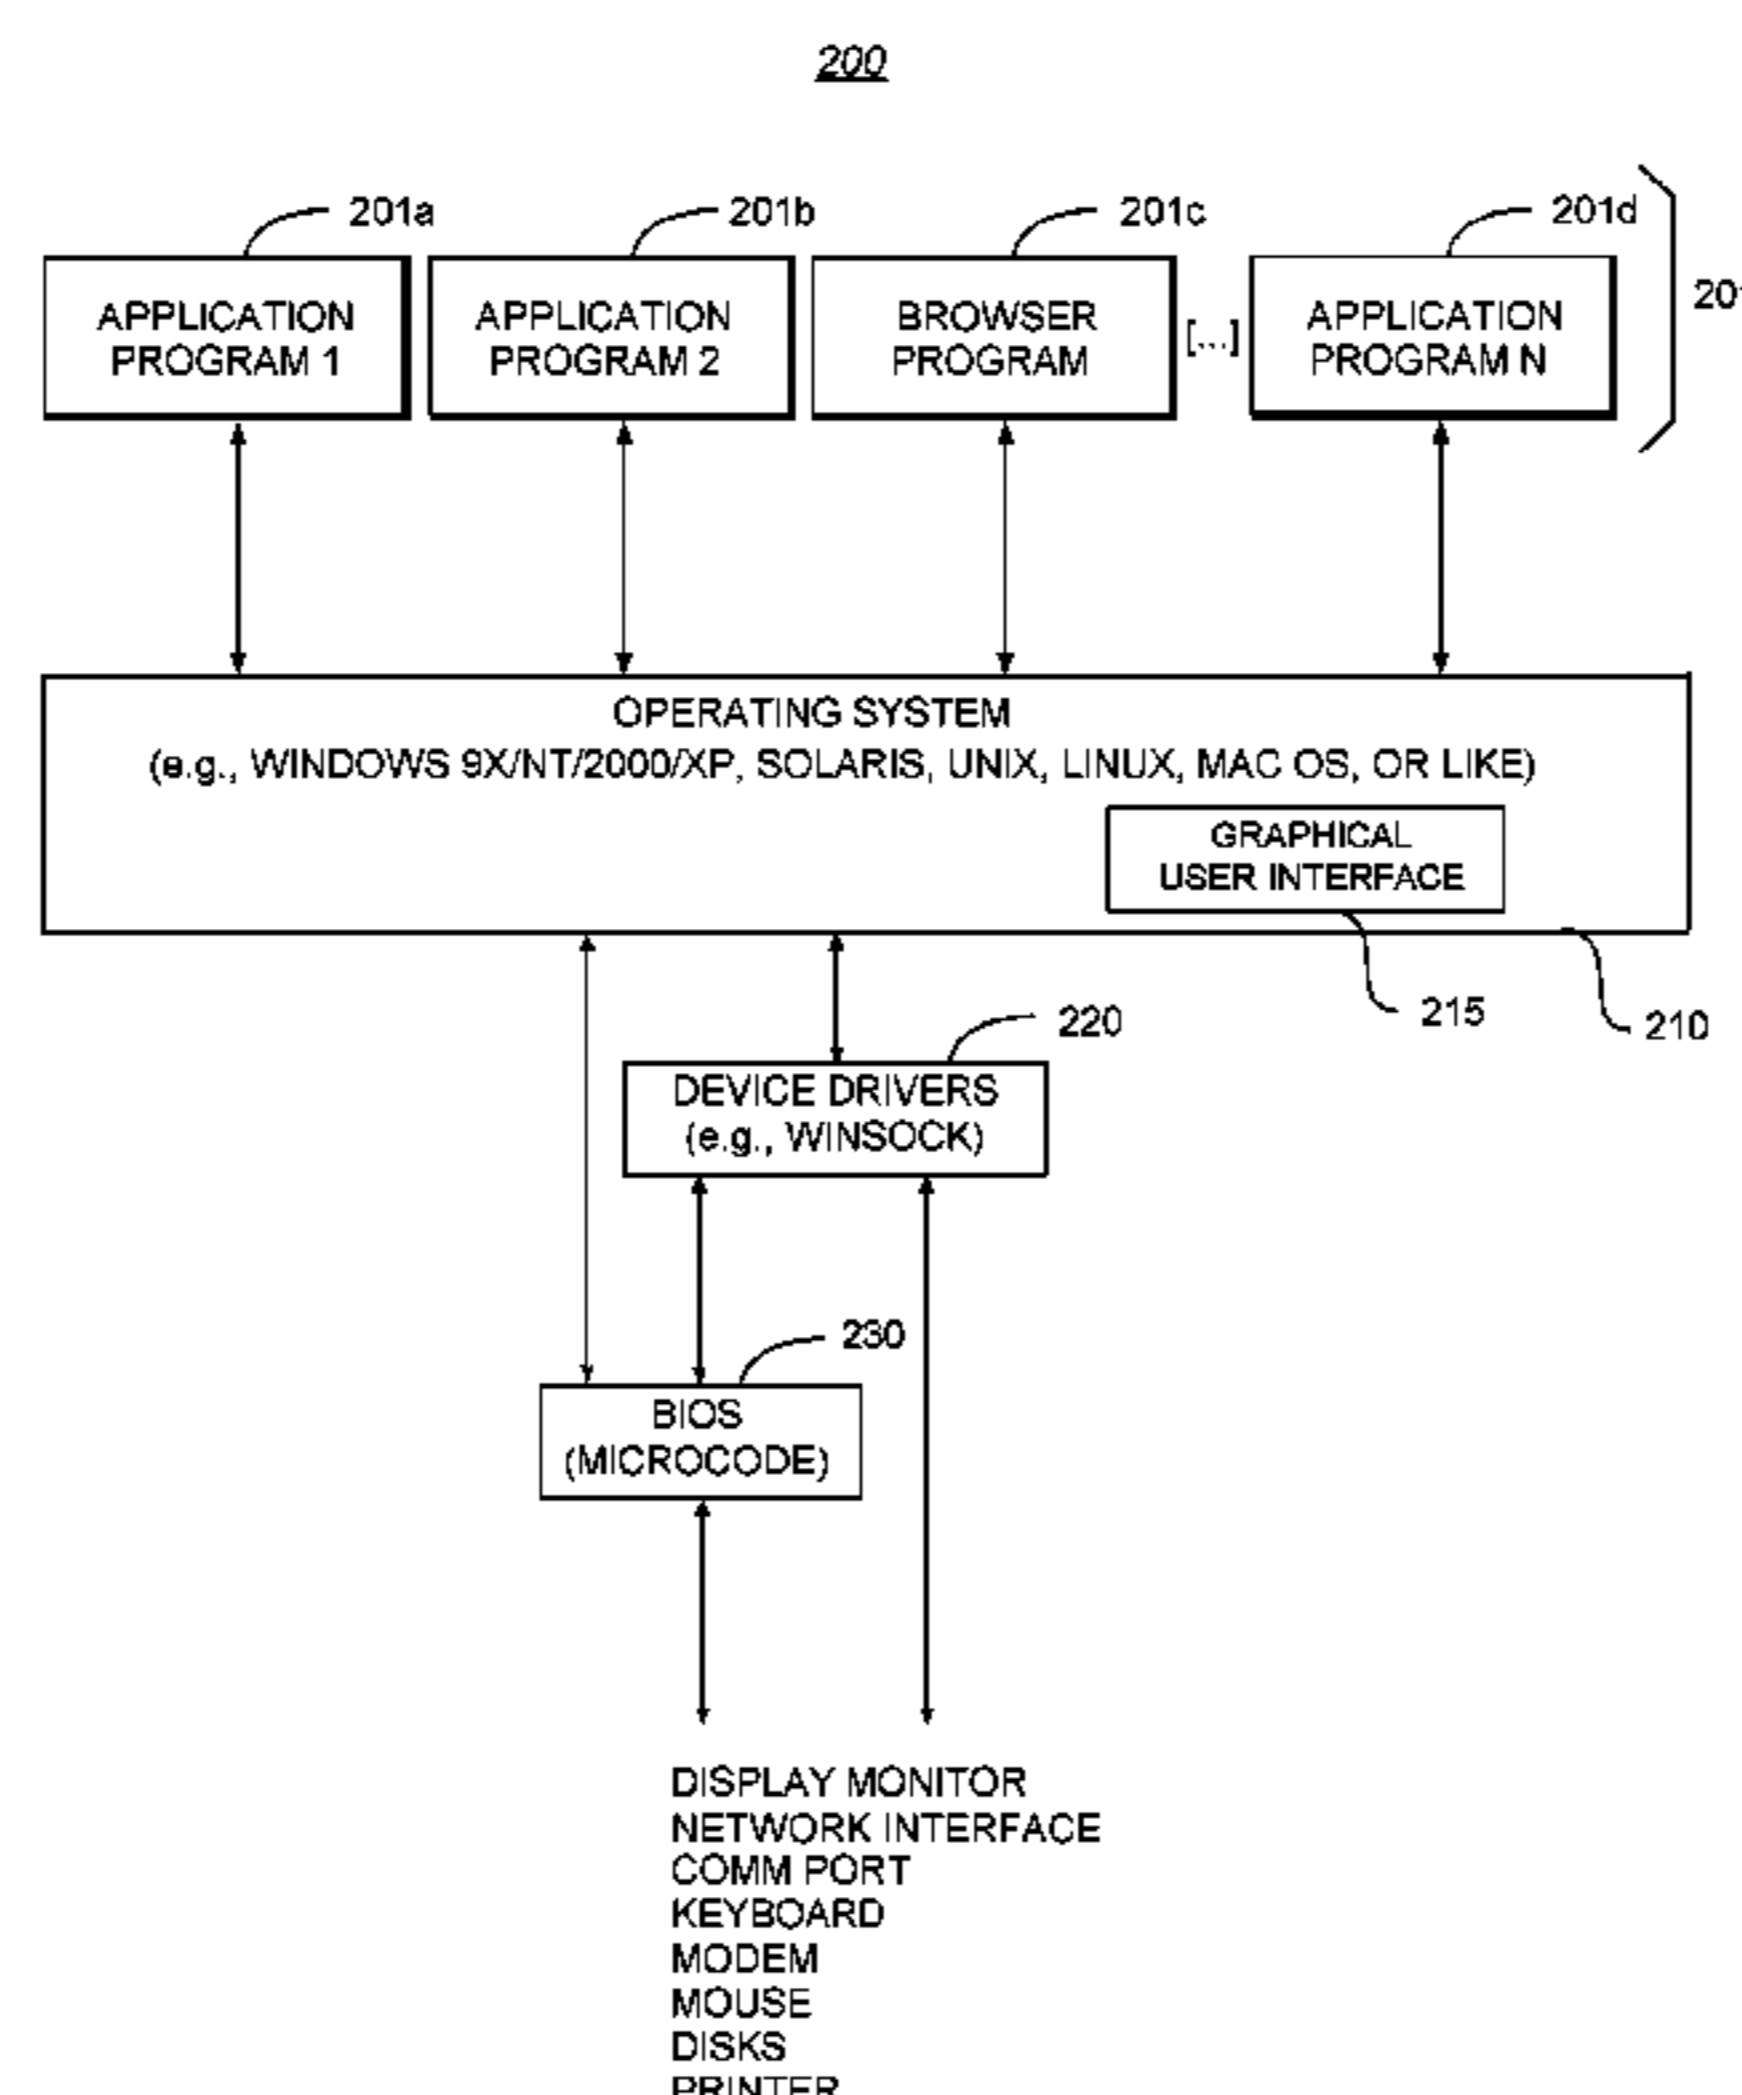 200
201a
201b
201c
201d
201
APPLICATION
PROGRAM 1
APPLICATION
PROGRAM 2
BROWSER
PROGRAM
[...]
APPLICATION
PROGRAM N
OPERATING SYSTEM
(e.g., WINDOWS 9X/NT/2000/XP, SOLARIS, UNIX, LINUX, MAC OS, OR LIKE)
GRAPHICAL
USER INTERFACE
215
210
220
DEVICE DRIVERS
(e.g., WINSOCK)
230
BIOS
(MICROCODE)
DISPLAY MONITOR
NETWORK INTERFACE
COMM PORT
KEYBOARD
MODEM
MOUSE
DISKS
PRINTER